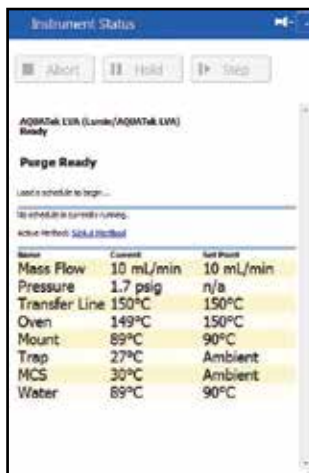 Instrument Status
Abort Hold Step
AQUATek LVA (Lumin/AQUATek LVA)
Ready
Purge Ready
Load a schedule to begin...
No schedule is currently running.
Active Method:
Name Current Set Point
Mass Flow 10 mL/min 10 mL/min
Pressure 1.7 psig n/a
Transfer Line 150°C 150°C
Oven 149°C 150°C
Mount 89°C 90°C
Trap 27°C Ambient
MCS 30°C Ambient
Water 89°C 90°C